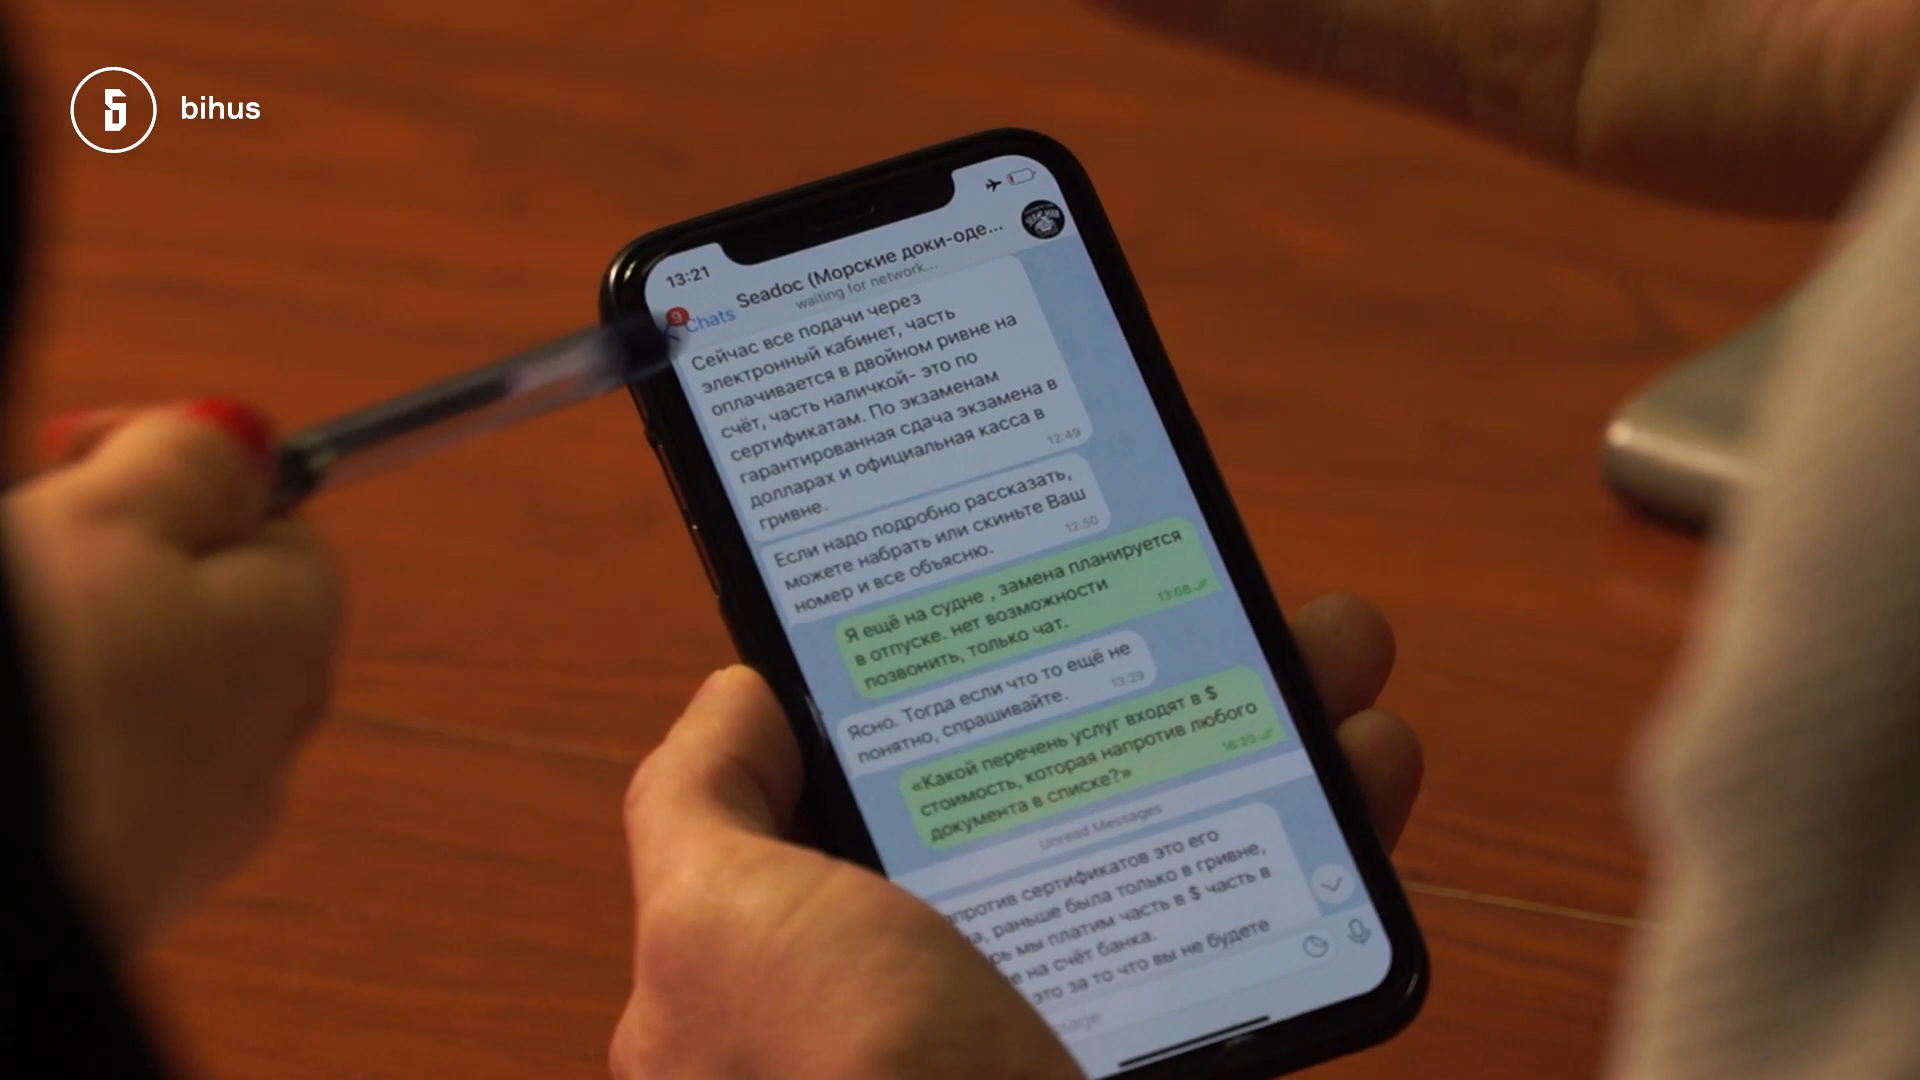 bihus
13:21
Seadoc (Морские доки-оде...
waiting for network...
9
Chats
Сейчас все подачи через
электронный кабинет, часть
оплачивается в двойном ривне на
счёт, часть наличкой- это по
сертификатам. По экзаменам
гарантированная сдача экзамена в
долларах и официальная касса в
гривне.
12:49
Если надо подробно рассказать,
можете набрать или скиньте Ваш
номер и все объясню.
12:50
Я ещё на судне , замена планируется
в отпуске. нет возможности
позвонить, только чат.
13:08
Ясно. Тогда если что то ещё не
понятно, спрашивайте.
13:29
«Какой перечень услуг входят в $
стоимость, которая напротив любого
документа в списке?»
16:20
Unread Messages
сертификатов это его
раньше была только в гривне,
мы платим часть в $ часть в
на счёт банка.
это за то что вы не будете